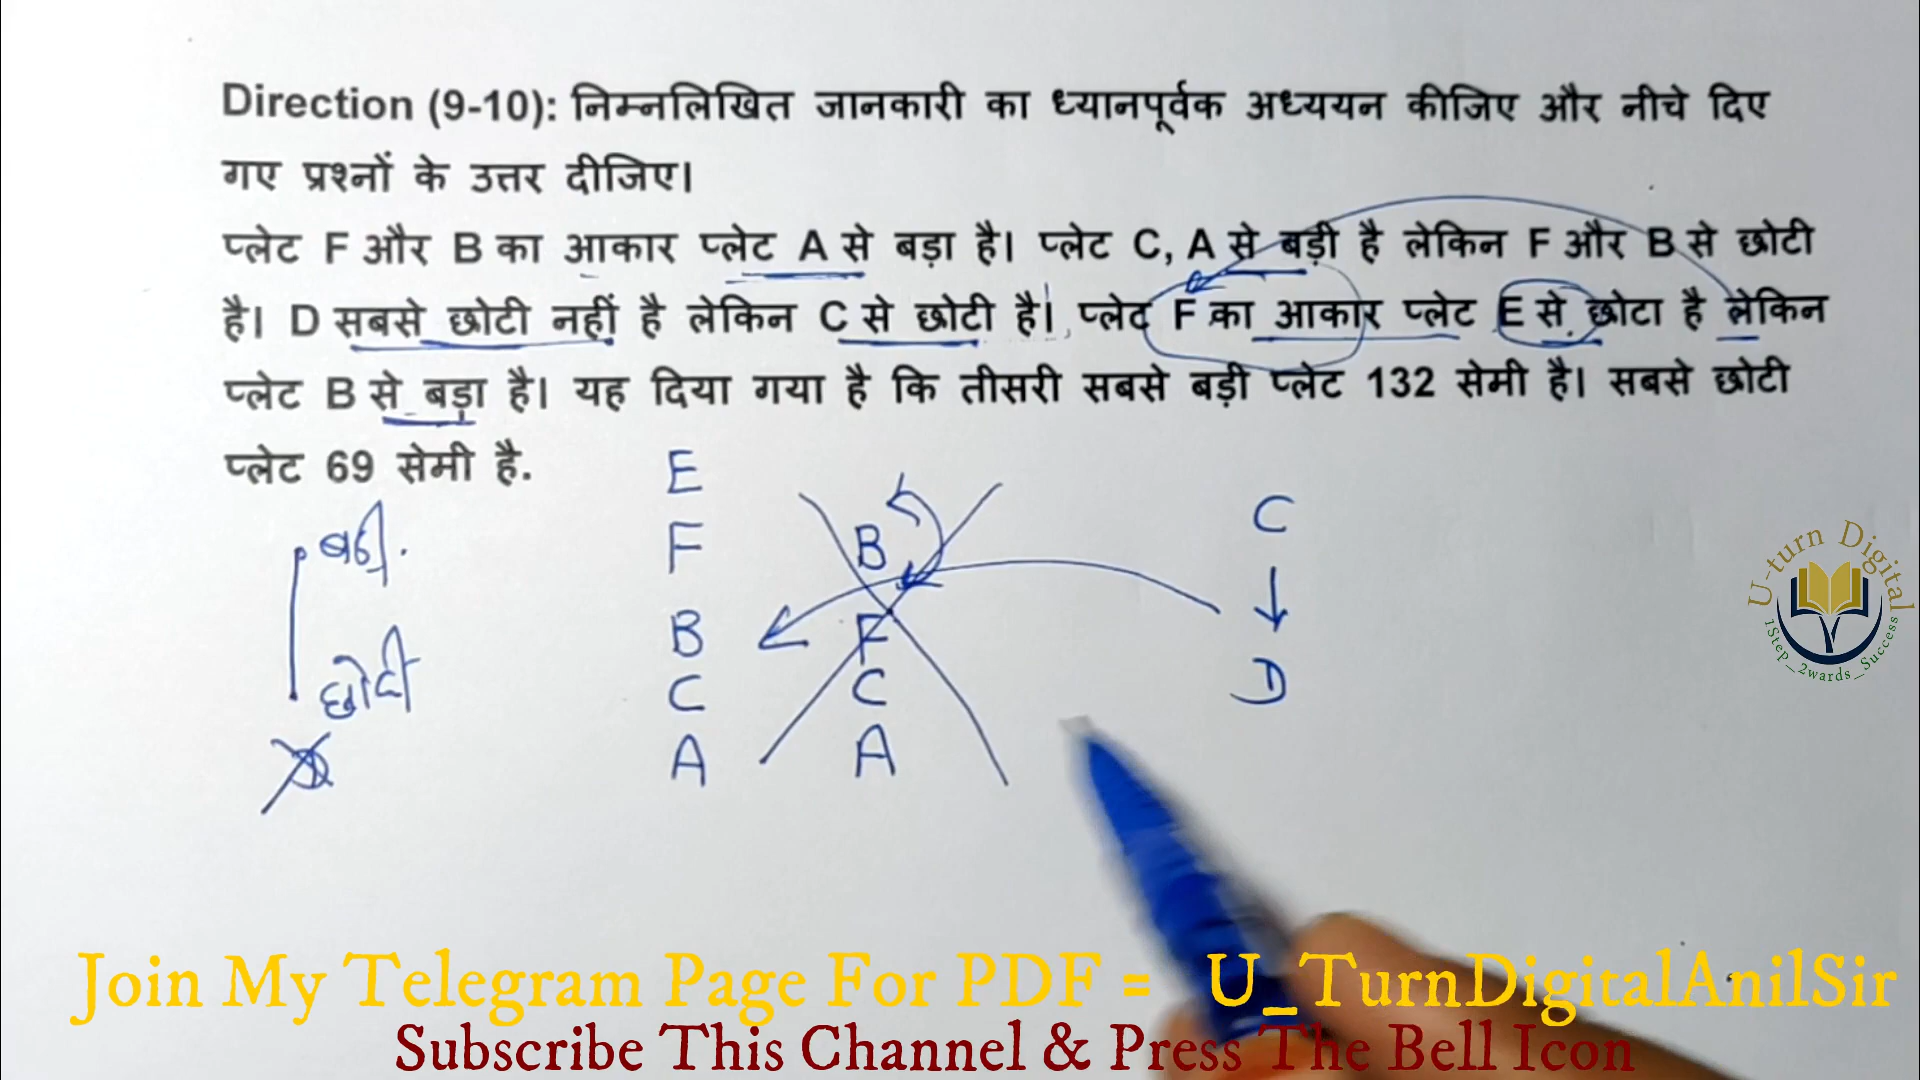 Direction (9-10): निम्नलिखित जानकारी का ध्यानपूर्वक अध्ययन कीजिए और नीचे दिए
गए प्रश्नों के उत्तर दीजिए।
प्लेट F और B का आकार प्लेट A से बड़ा है। प्लेट C, A से बड़ी है लेकिन F और B से छोटी
है। D सबसे छोटी नहीं है लेकिन C से छोटी है। प्लेट F का आकार प्लेट E से छोटा है लेकिन
प्लेट B से बड़ा है। यह दिया गया है कि तीसरी सबसे बड़ी प्लेट 132 सेमी है। सबसे छोटी
प्लेट 69 सेमी है.
बड़ी.
छोटी
E
F
B
C
A
B
F
C
A
C
D
U-turn Digital
1Step_2wards_Success
Join My Telegram Page For PDF = U_TurnDigitalAnilSir
Subscribe This Channel & Press The Bell Icon